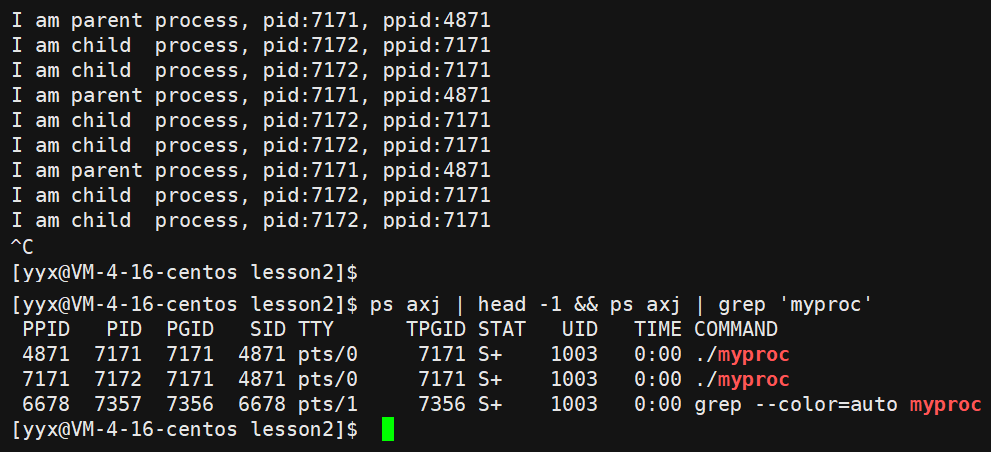 I am parent process, pid:7171, ppid:4871
I am child  process, pid:7172, ppid:7171
I am child  process, pid:7172, ppid:7171
I am parent process, pid:7171, ppid:4871
I am child  process, pid:7172, ppid:7171
I am child  process, pid:7172, ppid:7171
I am parent process, pid:7171, ppid:4871
I am child  process, pid:7172, ppid:7171
I am child  process, pid:7172, ppid:7171
^C
[yyx@VM-4-16-centos lesson2]$
[yyx@VM-4-16-centos lesson2]$ ps axj | head -1 && ps axj | grep 'myproc'
 PPID   PID  PGID   SID TTY      TPGID STAT   UID   TIME COMMAND
 4871  7171  7171  4871 pts/0     7171 S+    1003   0:00 ./myproc
 7171  7172  7171  4871 pts/0     7171 S+    1003   0:00 ./myproc
 6678  7357  7356  6678 pts/1     7356 S+    1003   0:00 grep --color=auto myproc
[yyx@VM-4-16-centos lesson2]$